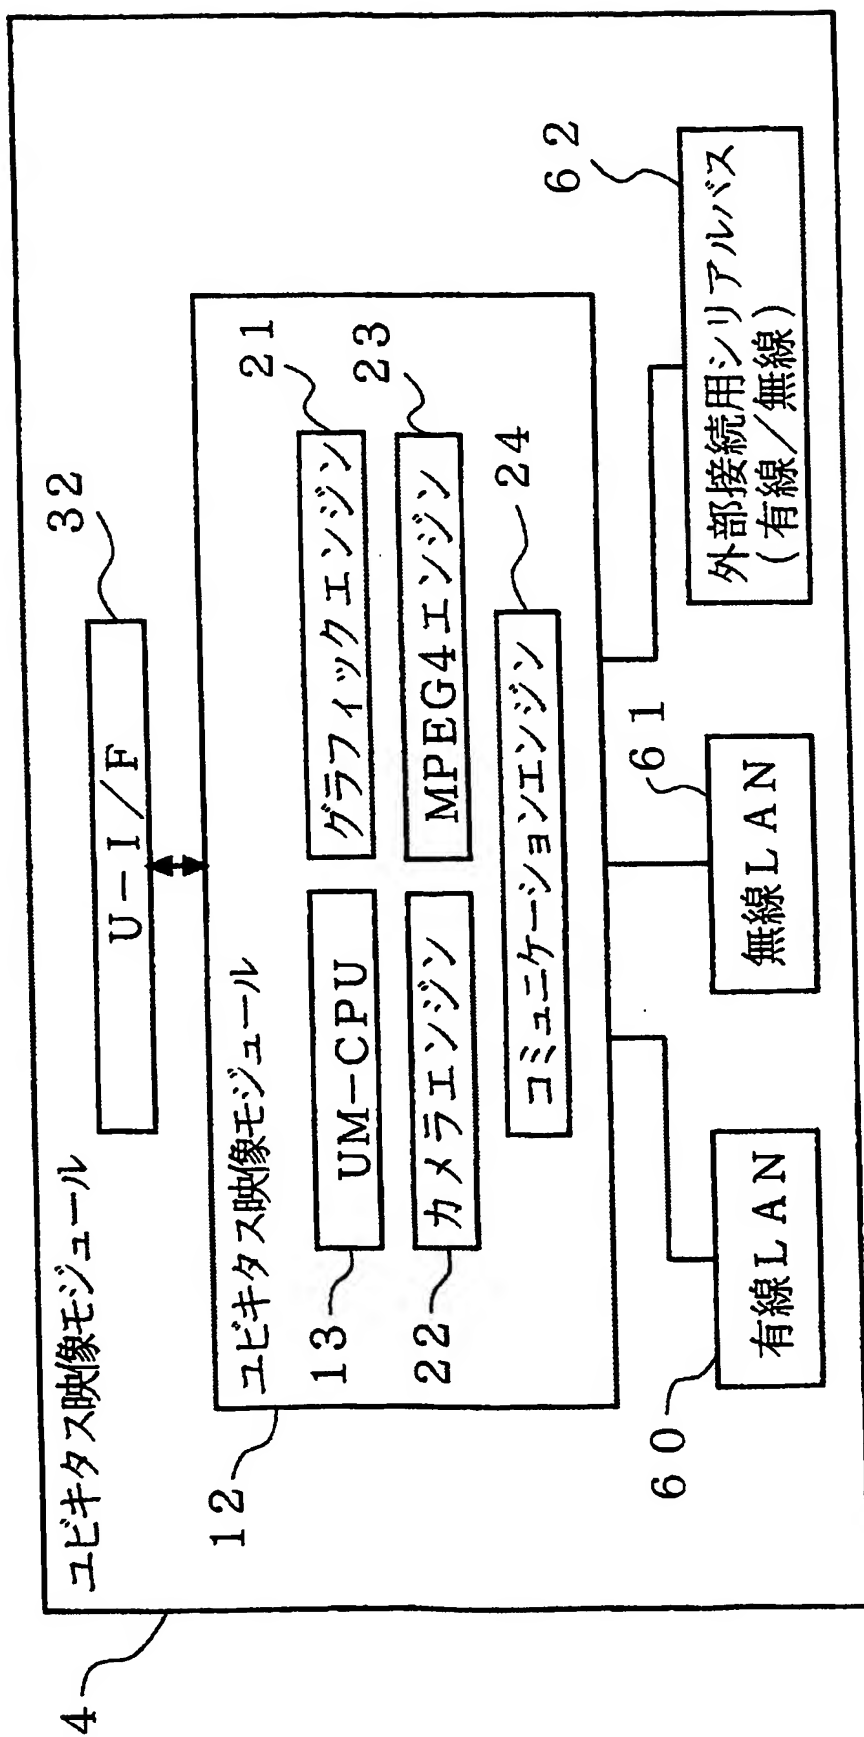 ユビキタス映像モジュール
4
U-I/F
32
ユビキタス映像モジュール
12
13
UM-CPU
グラフィックエンジン
21
22
カメラエンジン
MPEG4エンジン
23
コミュニケーションエンジン
24
60
有線LAN
61
無線LAN
62
外部接続用シリアルバス
(有線/無線)